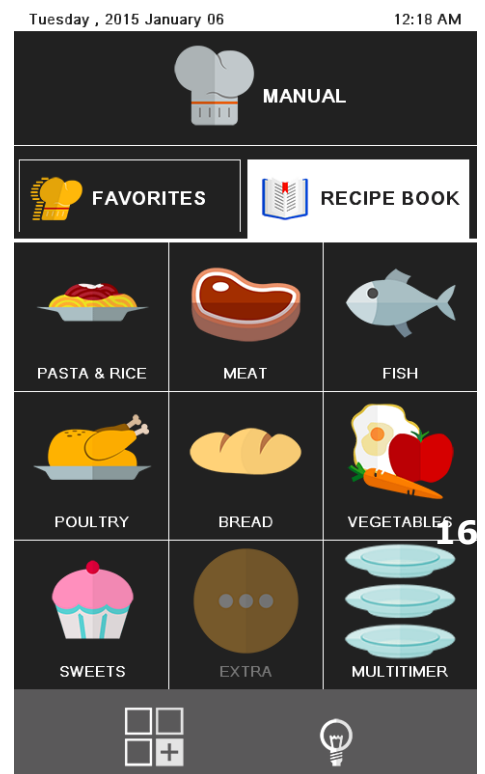 Tuesday , 2015 January 06 12:18 AM
MANUAL
FAVORITES RECIPE BOOK
PASTA & RICE MEAT FISH
POULTRY BREAD VEGETABLES
16
SWEETS EXTRA MULTITIMER